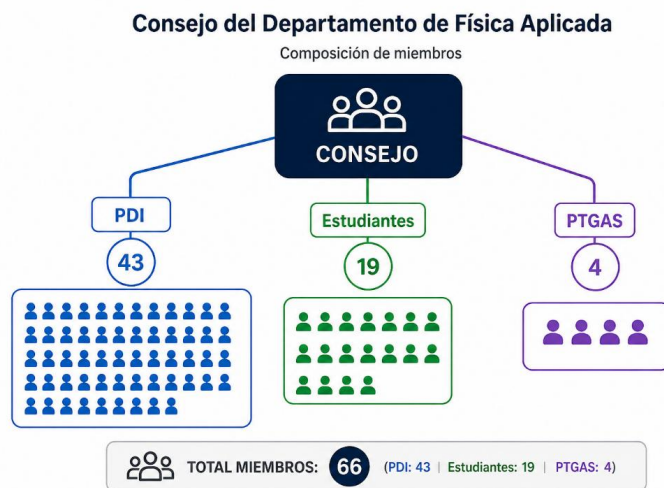 Consejo del Departamento de Física Aplicada
Composición de miembros
CONSEJO
PDI
43
Estudiantes
19
PTGAS
4
TOTAL MIEMBROS: 66 (PDI: 43 | Estudiantes: 19 | PTGAS: 4)